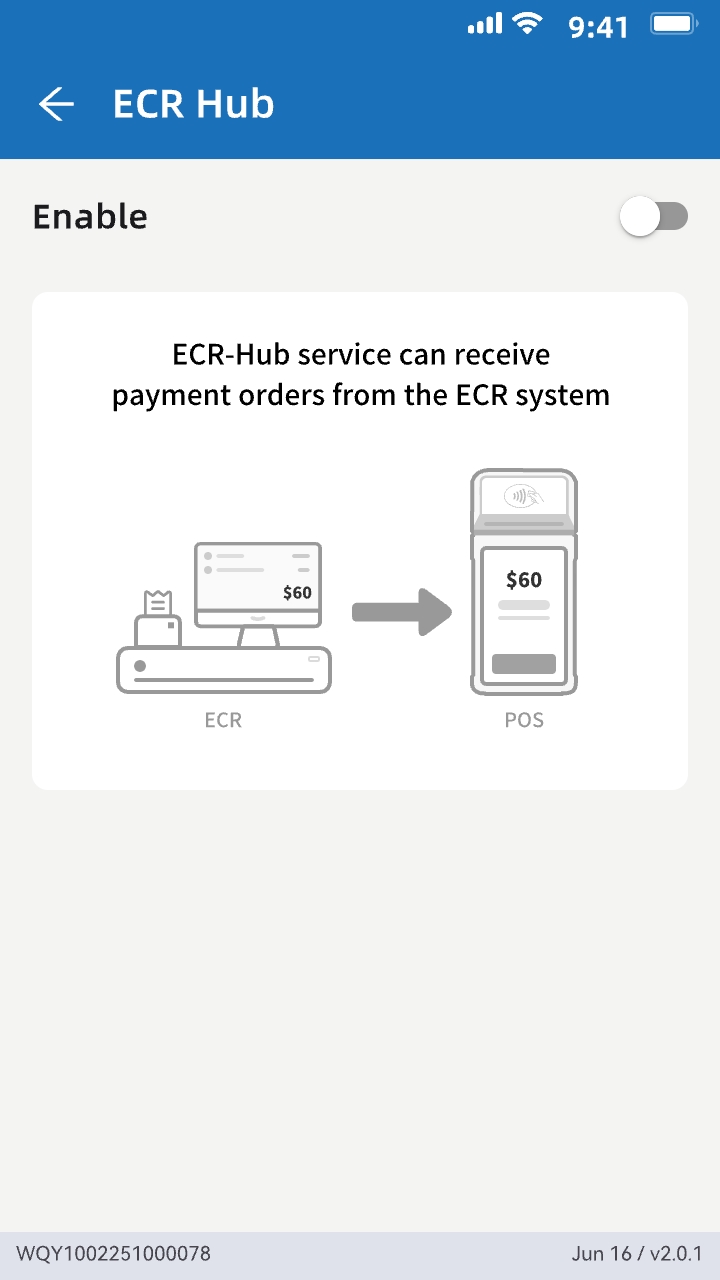 9:41
ECR Hub
Enable
ECR-Hub service can receive
payment orders from the ECR system
$60
$60
ECR
POS
WQY1002251000078
Jun 16 / v2.0.1